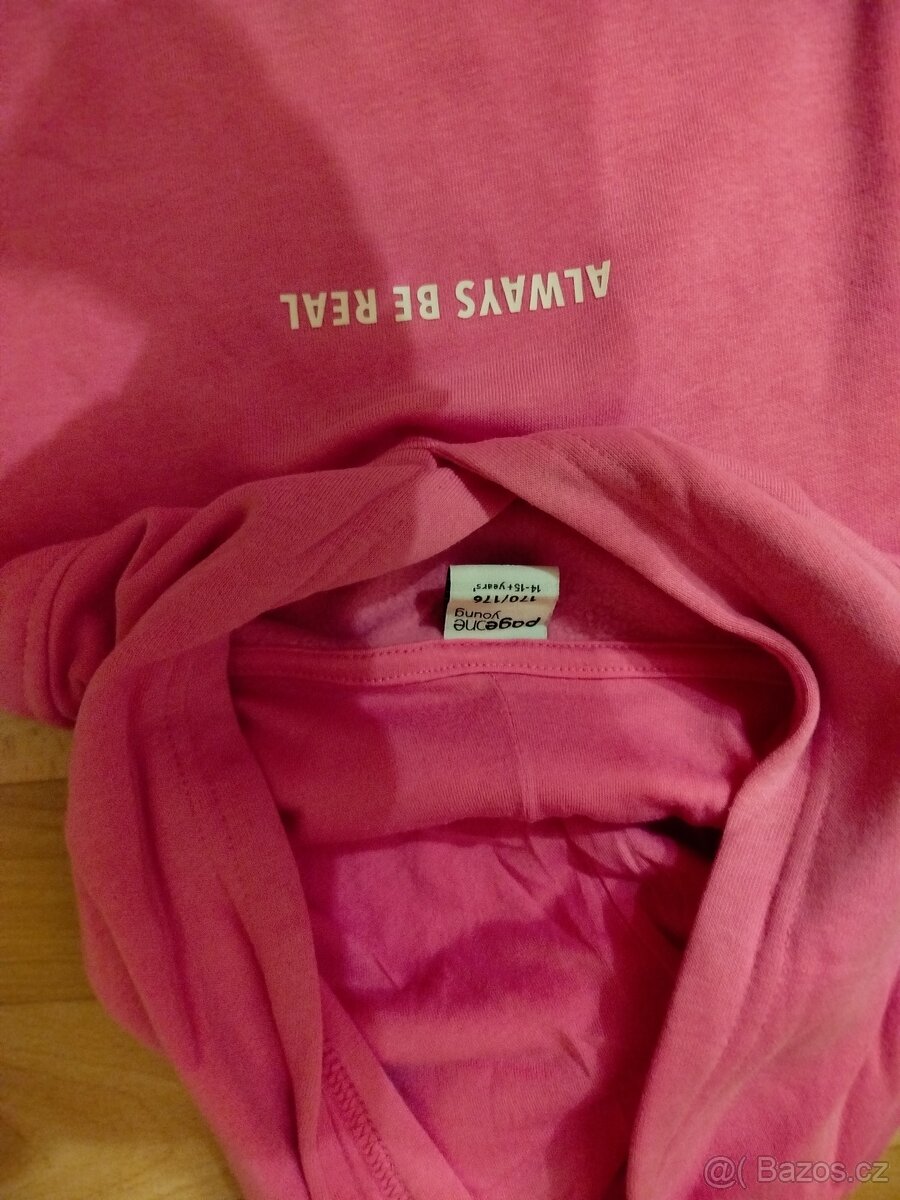 ALWAYS BE REAL
pageone
young
170/176
14-15+years'
@( Bazos.cz